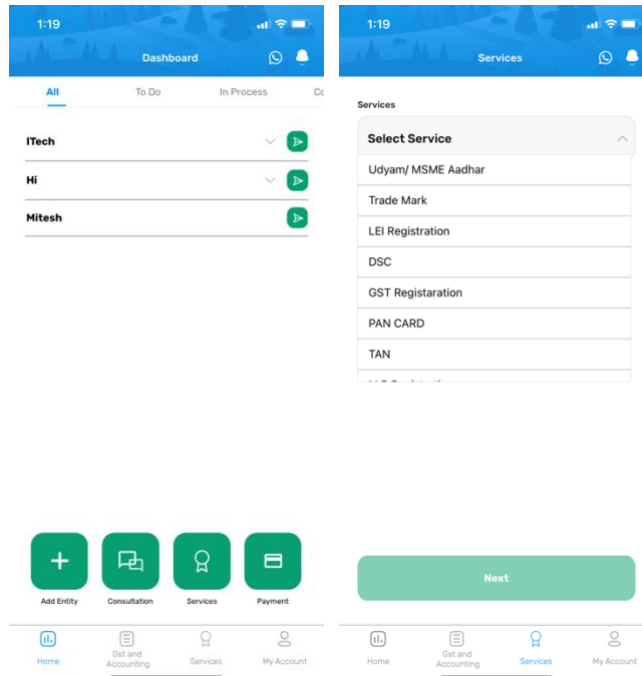 1:19
Dashboard
All To Do In Process
ITech
Hi
Mitesh
Add Entity Consultation Services Payment
Home Gst and Accounting Services My Account
1:19
Services
Services
Select Service
Udyam/ MSME Aadhar
Trade Mark
LEI Registration
DSC
GST Registaration
PAN CARD
TAN
Next
Home Gst and Accounting Services My Account